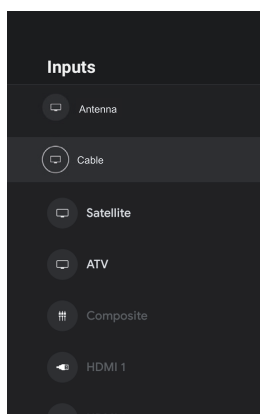 Inputs
Antenna
Cable
Satellite
ATV
Composite
HDMI 1